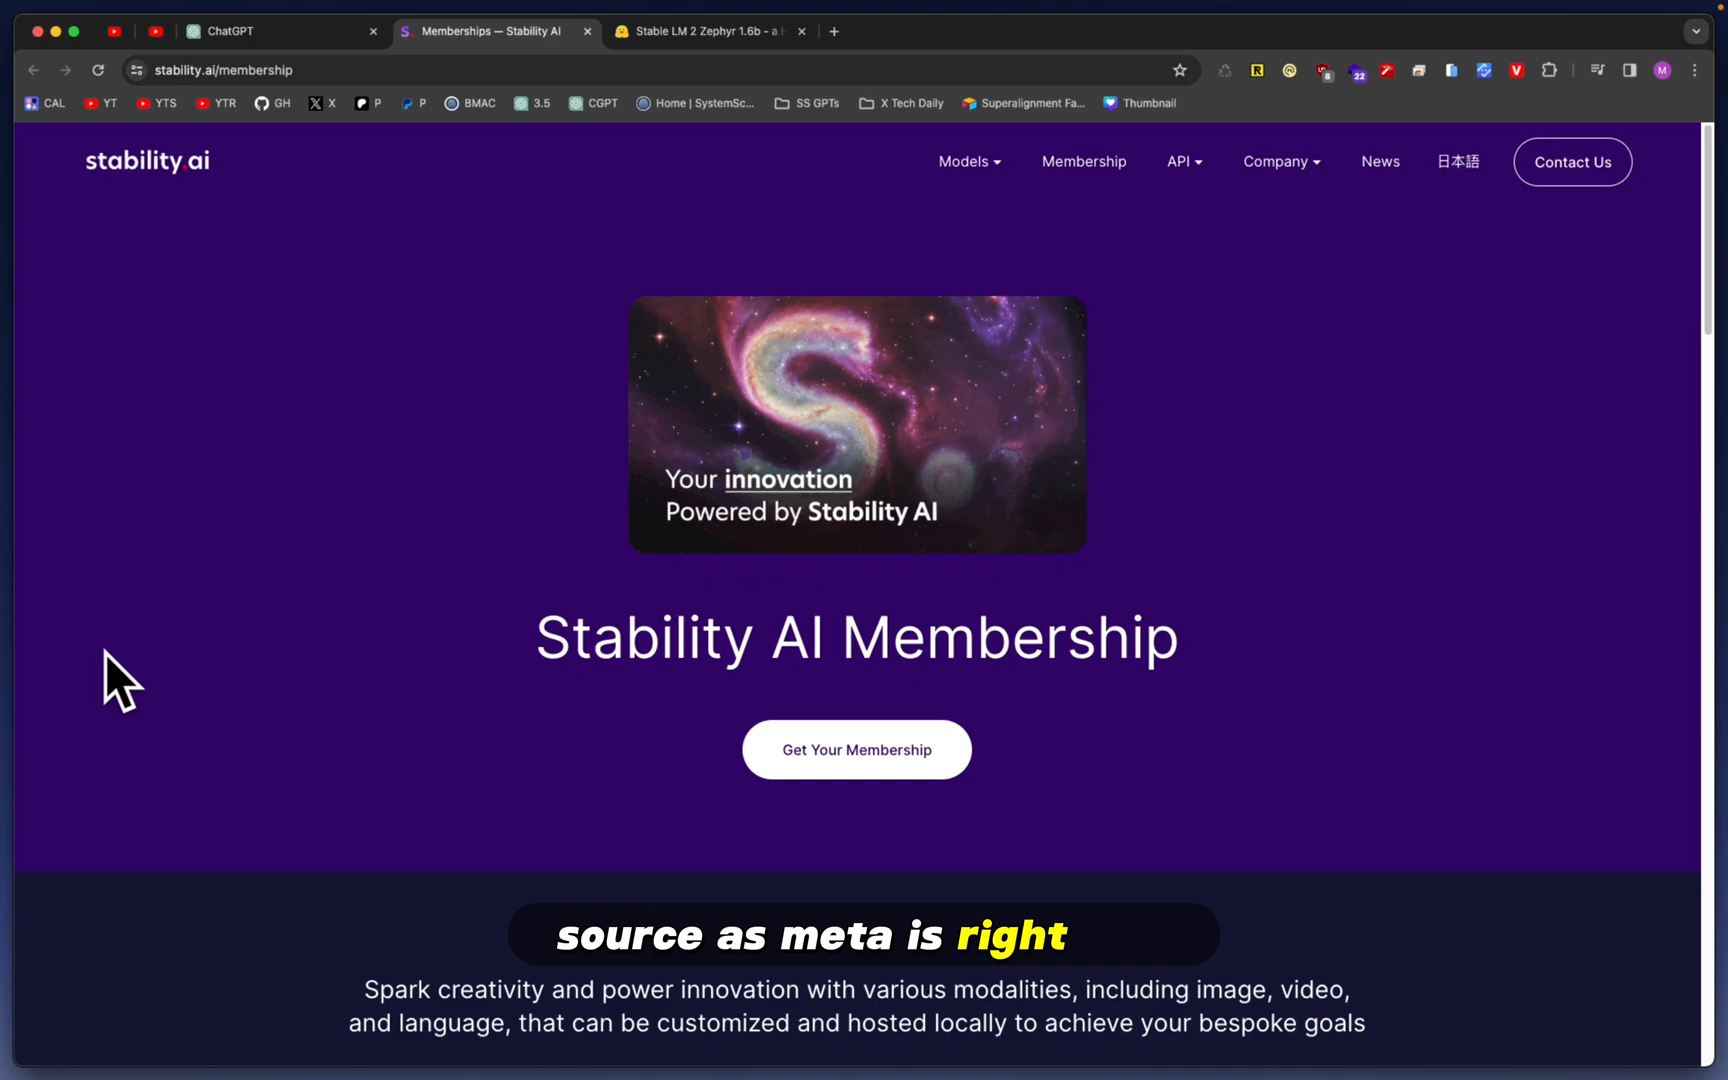 ChatGPT
Memberships — Stability AI
Stable LM 2 Zephyr 1.6b - a
stability.ai/membership
8
22
R
V
M
CAL
YT
YTS
YTR
GH
X
P
P
BMAC
3.5
CGPT
Home | SystemSc...
SS GPTs
X Tech Daily
Superalignment Fa...
Thumbnail
stability.ai
Models
Membership
API
Company
News
日本語
Contact Us
Your innovation
Powered by Stability AI
Stability AI Membership
Get Your Membership
source as meta is right
Spark creativity and power innovation with various modalities, including image, video,
and language, that can be customized and hosted locally to achieve your bespoke goals